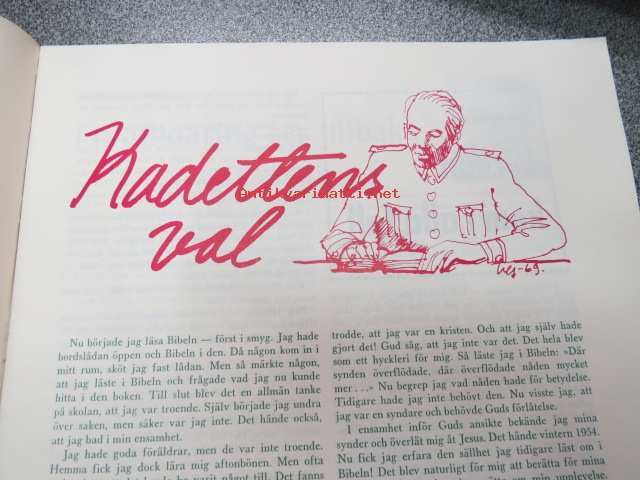 Kadettens
val
antikvariaatti.net
Nu började jag läsa Bibeln — först i smyg. Jag hade
bordslådan öppen och Bibeln i den. Då någon kom in i
mitt rum, sköt jag fast lådan. Men så märkte någon,
att jag läste i Bibeln och frågade vad jag nu kunde
hitta i den boken. Till slut blev det en allmän tanke
på skolan, att jag var troende. Själv började jag undra
över saken, men säker var jag inte. Det hände också,
att jag bad i min ensamhet.
Jag hade goda föräldrar, men de var inte troende.
Hemma fick jag dock lära mig aftonbönen. Men ofta
varit något till. Det fanns
trodde, att jag var en kristen. Och att jag själv hade
gjort det! Gud såg, att jag inte var det. Det hela blev
som ett hyckleri för mig. Så läste jag i Bibeln: »Där
synden överflödade, där överflödade nåden mycket
mer . . .» Nu begrep jag vad nåden hade för betydelse.
Tidigare hade jag inte behövt den. Nu visste jag, att
jag var en syndare och behövde Guds förlåtelse.
I ensamhet inför Guds ansikte bekände jag mina
synder och överlät mig åt Jesus. Det hände vintern 1954.
Nu fick jag erfara den sällhet jag tidigare läst om i
Bibeln! Det blev naturligt för mig att berätta för mina
om min upplevelse.